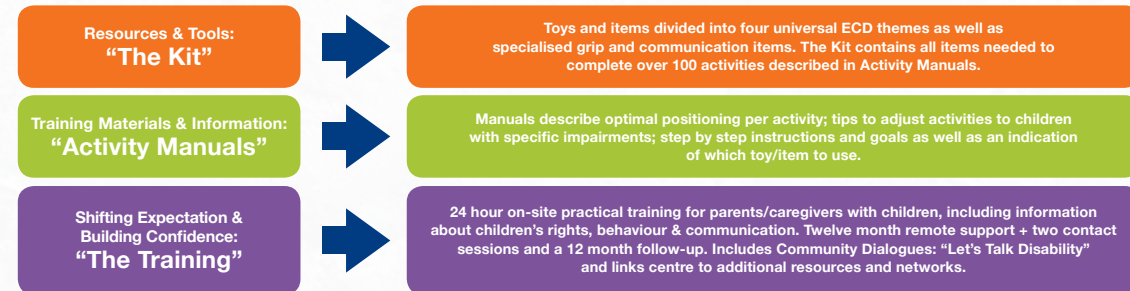 Resources & Tools:
“The Kit”
Toys and items divided into four universal ECD themes as well as
specialised grip and communication items. The Kit contains all items needed to
complete over 100 activities described in Activity Manuals.
Training Materials & Information:
“Activity Manuals”
Manuals describe optimal positioning per activity; tips to adjust activities to children
with specific impairments; step by step instructions and goals as well as an indication
of which toy/item to use.
Shifting Expectation &
Building Confidence:
“The Training”
24 hour on-site practical training for parents/caregivers with children, including information
about children’s rights, behaviour & communication. Twelve month remote support + two contact
sessions and a 12 month follow-up. Includes Community Dialogues: “Let’s Talk Disability”
and links centre to additional resources and networks.